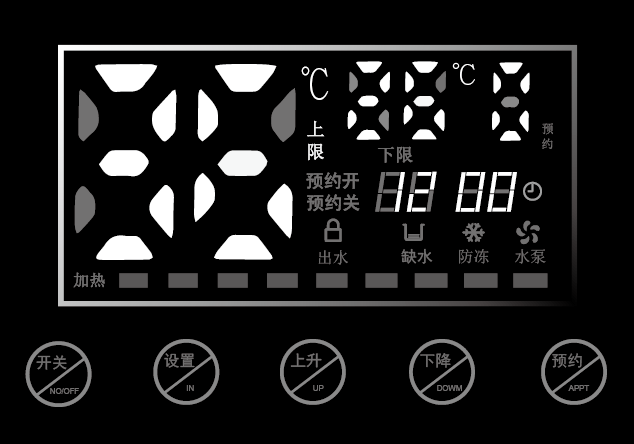 36 ℃
℃
0
预约
上限
下限
预约开
预约关
12 00
出水
缺水
防冻
水泵
加热
开关
NO/OFF
设置
IN
上升
UP
下降
DOWM
预约
APPT